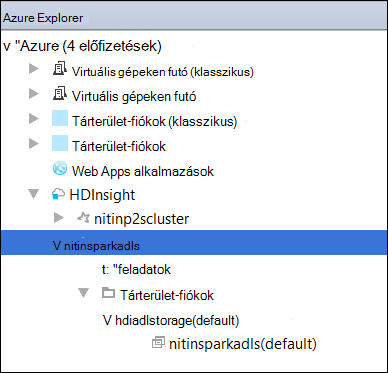 Azure Explorer
v "Azure (4 előfizetések)
Virtuális gépeken futó (klasszikus)
Virtuális gépeken futó
Tárterület-fiókok (klasszikus)
Tárterület-fiókok
Web Apps alkalmazások
HDInsight
nitinp2scluster
V nitinsparkadls
t: "feladatok
Tárterület-fiókok
V hdiadlstorage(default)
nitinsparkadls(default)